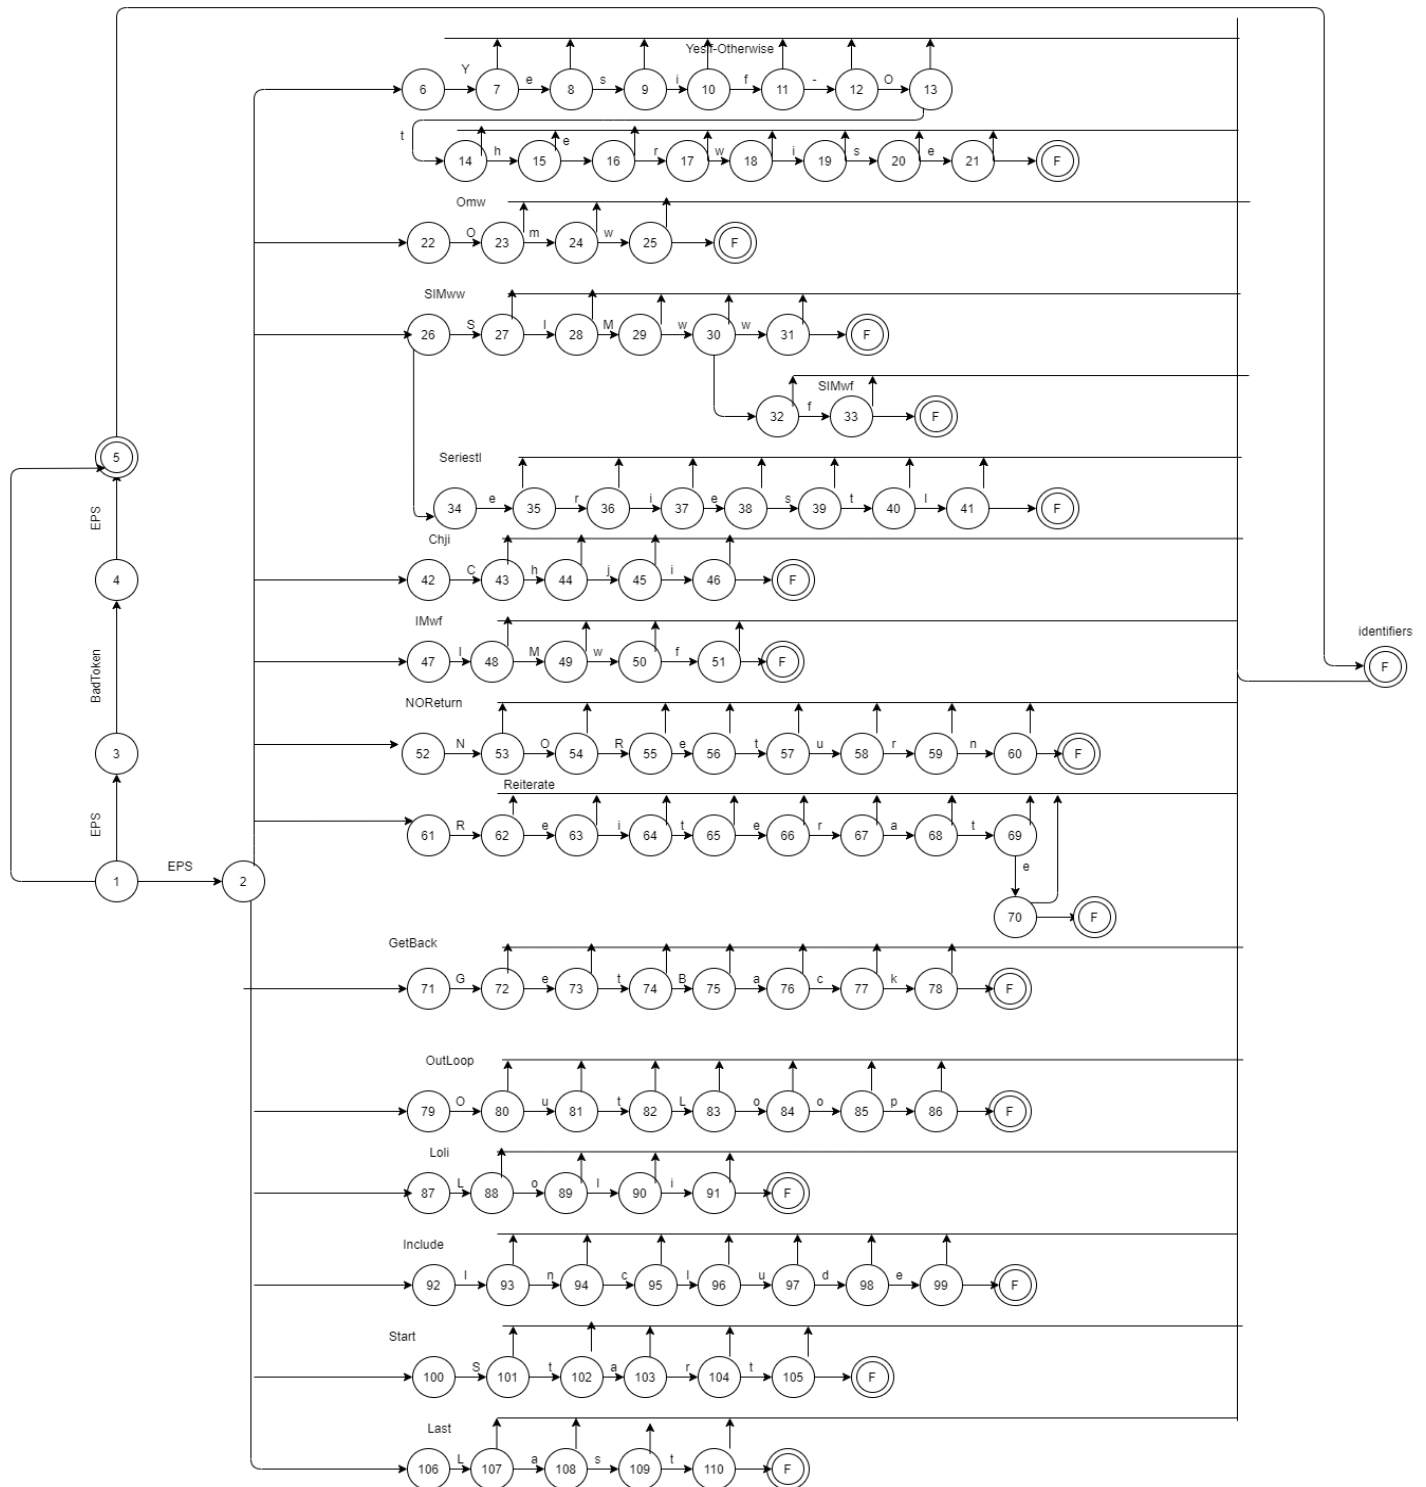 YesIf-Otherwise
6 Y 7 e 8 s 9 i 10 f 11 - 12 O 13
t 14 h 15 e 16 r 17 w 18 i 19 s 20 e 21 F
Omw
22 O 23 m 24 w 25 F
SIMww
26 S 27 I 28 M 29 w 30 w 31 F
SIMwf
32 f 33 F
5
SeriestI
34 e 35 r 36 i 37 e 38 s 39 t 40 I 41 F
EPS
Chji
4
42 C 43 h 44 j 45 i 46 F
IMwf
identifiers
47 I 48 M 49 w 50 f 51 F
F
BadToken
NOReturn
3
52 N 53 O 54 R 55 e 56 t 57 u 58 r 59 n 60 F
Reiterate
EPS
61 R 62 e 63 i 64 t 65 e 66 r 67 a 68 t 69
e
1 EPS 2
70 F
GetBack
71 G 72 e 73 t 74 B 75 a 76 c 77 k 78 F
OutLoop
79 O 80 u 81 t 82 L 83 o 84 o 85 p 86 F
Loli
87 L 88 o 89 l 90 i 91 F
Include
92 I 93 n 94 c 95 l 96 u 97 d 98 e 99 F
Start
100 S 101 t 102 a 103 r 104 t 105 F
Last
106 L 107 a 108 s 109 t 110 F